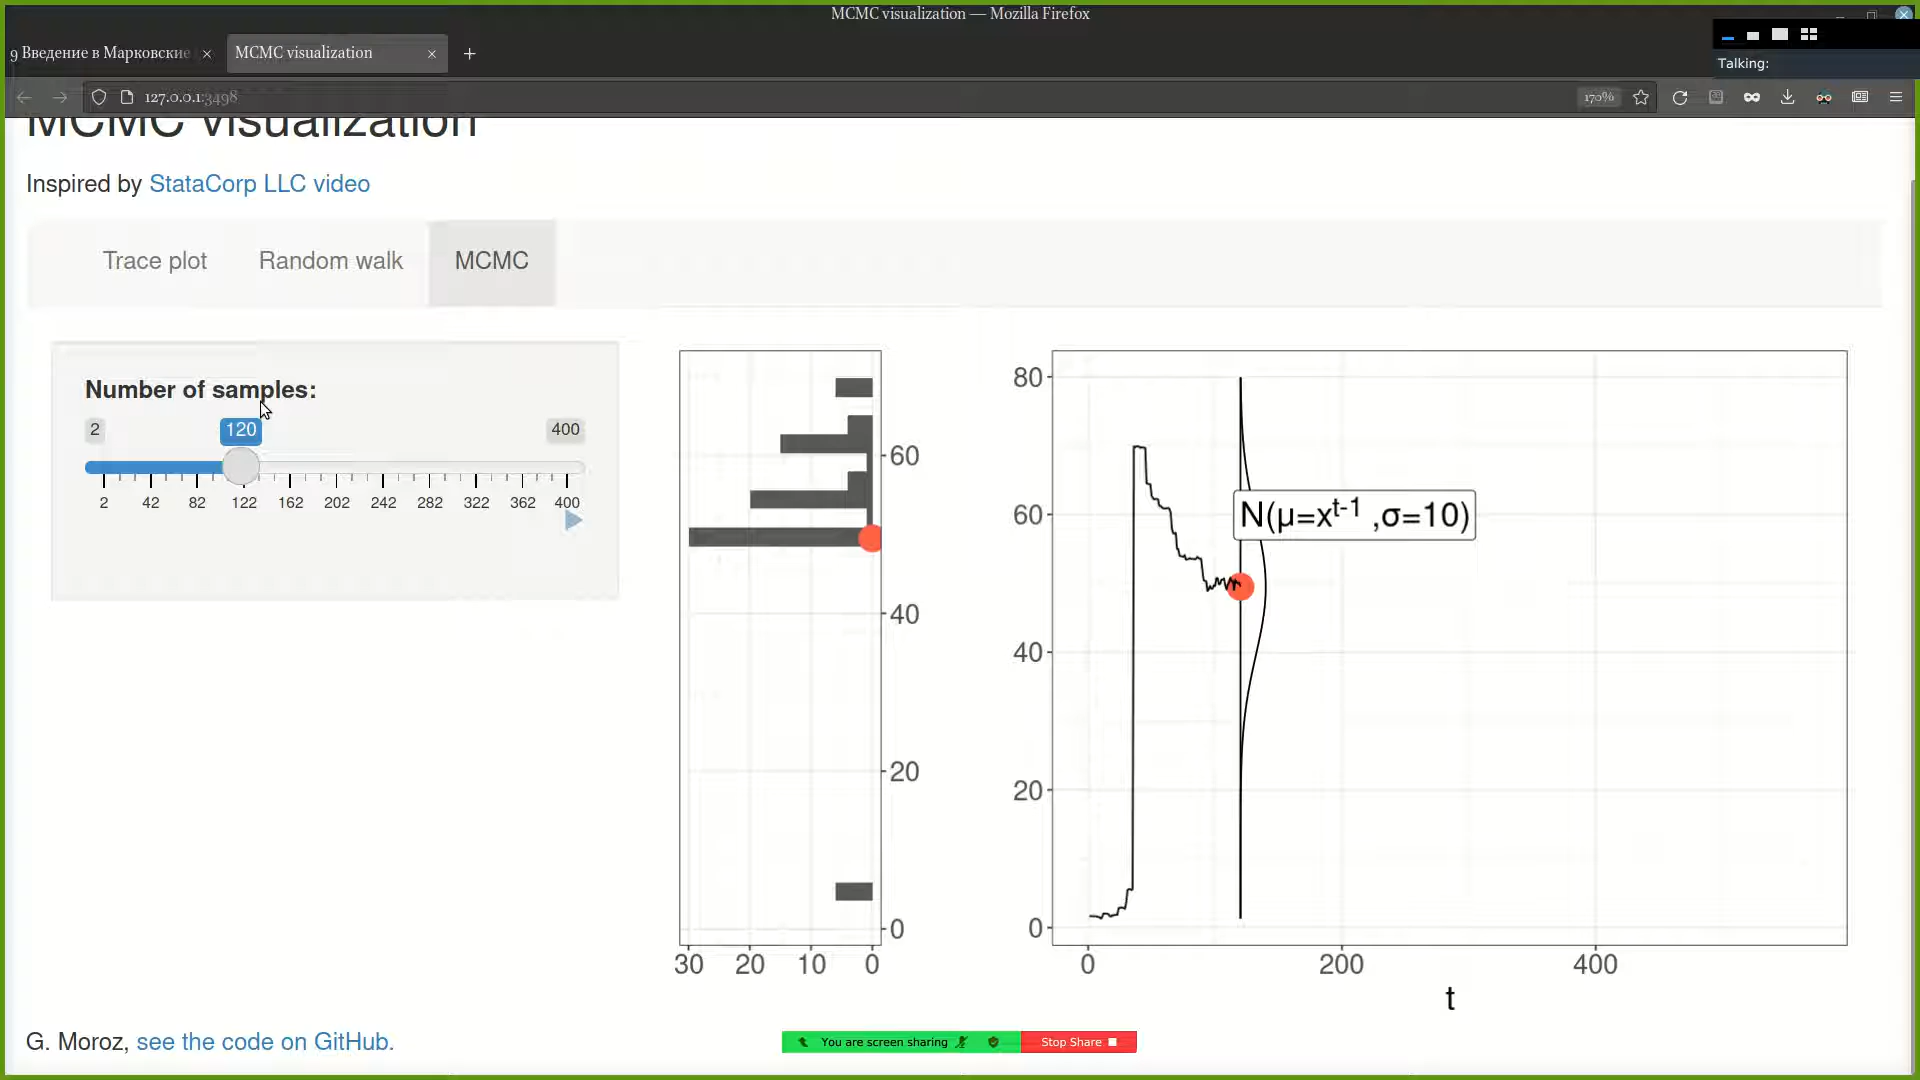 MCMC visualization — Mozilla Firefox
9 Введение в Марковские
MCMC visualization
Talking:
127.0.0.1:3498
170%
MCMC visualization
Inspired by StataCorp LLC video
Trace plot
Random walk
MCMC
Number of samples:
2
120
400
2 42 82 122 162 202 242 282 322 362 400
60
40
20
0
30 20 10 0
80
60
40
20
0
N(μ=x^t-1 ,σ=10)
0 200 400
t
G. Moroz, see the code on GitHub.
You are screen sharing
Stop Share